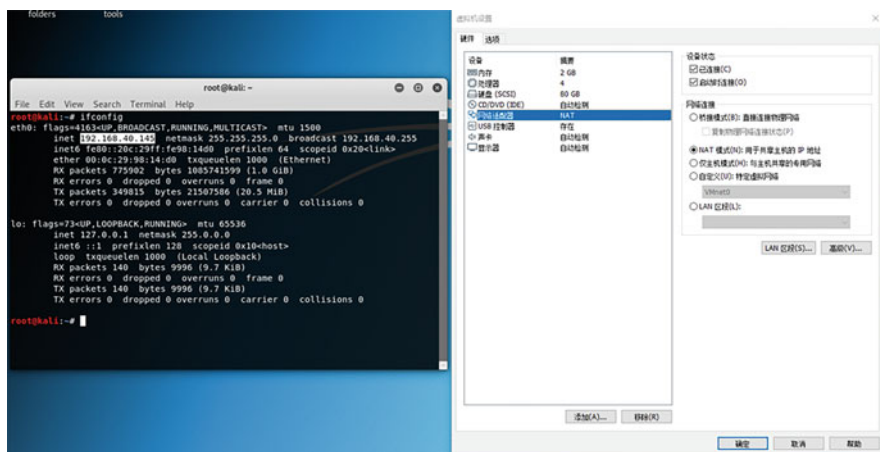 folders tools
root@kali: ~
File Edit View Search Terminal Help
root@kali:~# ifconfig
eth0: flags=4163<UP,BROADCAST,RUNNING,MULTICAST> mtu 1500
inet 192.168.40.145 netmask 255.255.255.0 broadcast 192.168.40.255
inet6 fe80::20c:29ff:fe98:14d0 prefixlen 64 scopeid 0x20<link>
ether 00:0c:29:98:14:d0 txqueuelen 1000 (Ethernet)
RX packets 775902 bytes 1085741599 (1.0 GiB)
RX errors 0 dropped 0 overruns 0 frame 0
TX packets 349815 bytes 21507586 (20.5 MiB)
TX errors 0 dropped 0 overruns 0 carrier 0 collisions 0
lo: flags=73<UP,LOOPBACK,RUNNING> mtu 65536
inet 127.0.0.1 netmask 255.0.0.0
inet6 ::1 prefixlen 128 scopeid 0x10<host>
loop txqueuelen 1000 (Local Loopback)
RX packets 140 bytes 9996 (9.7 KiB)
RX errors 0 dropped 0 overruns 0 frame 0
TX packets 140 bytes 9996 (9.7 KiB)
TX errors 0 dropped 0 overruns 0 carrier 0 collisions 0
root@kali:~#
虚拟机设置
硬件 选项
设备 摘要
内存 2 GB
处理器 4
硬盘 (SCSI) 60 GB
CD/DVD (IDE) 自动检测
网络适配器 NAT
USB 控制器 存在
声卡 自动检测
显示器 自动检测
添加(A)... 移除(R)
设备状态
已连接(C)
启动时连接(O)
网络连接
桥接模式(B): 直接连接物理网络
复制物理网络连接状态(P)
NAT 模式(N): 用于共享主机的 IP 地址
仅主机模式(H): 与主机共享的专用网络
自定义(U): 特定虚拟网络
VMnet0
LAN 区段(L):
LAN 区段(S)... 高级(V)...
确定 取消 帮助